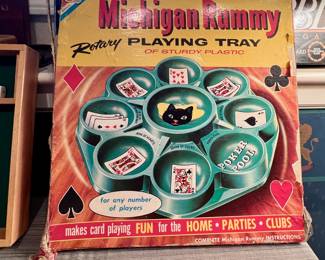 Michigan Rummy
Rotary PLAYING TRAY
OF STURDY PLASTIC
POKER
POOL
for any number
of players
makes card playing FUN for the HOME • PARTIES • CLUBS
COMPLETE Michigan Rummy INSTRUCTIONS